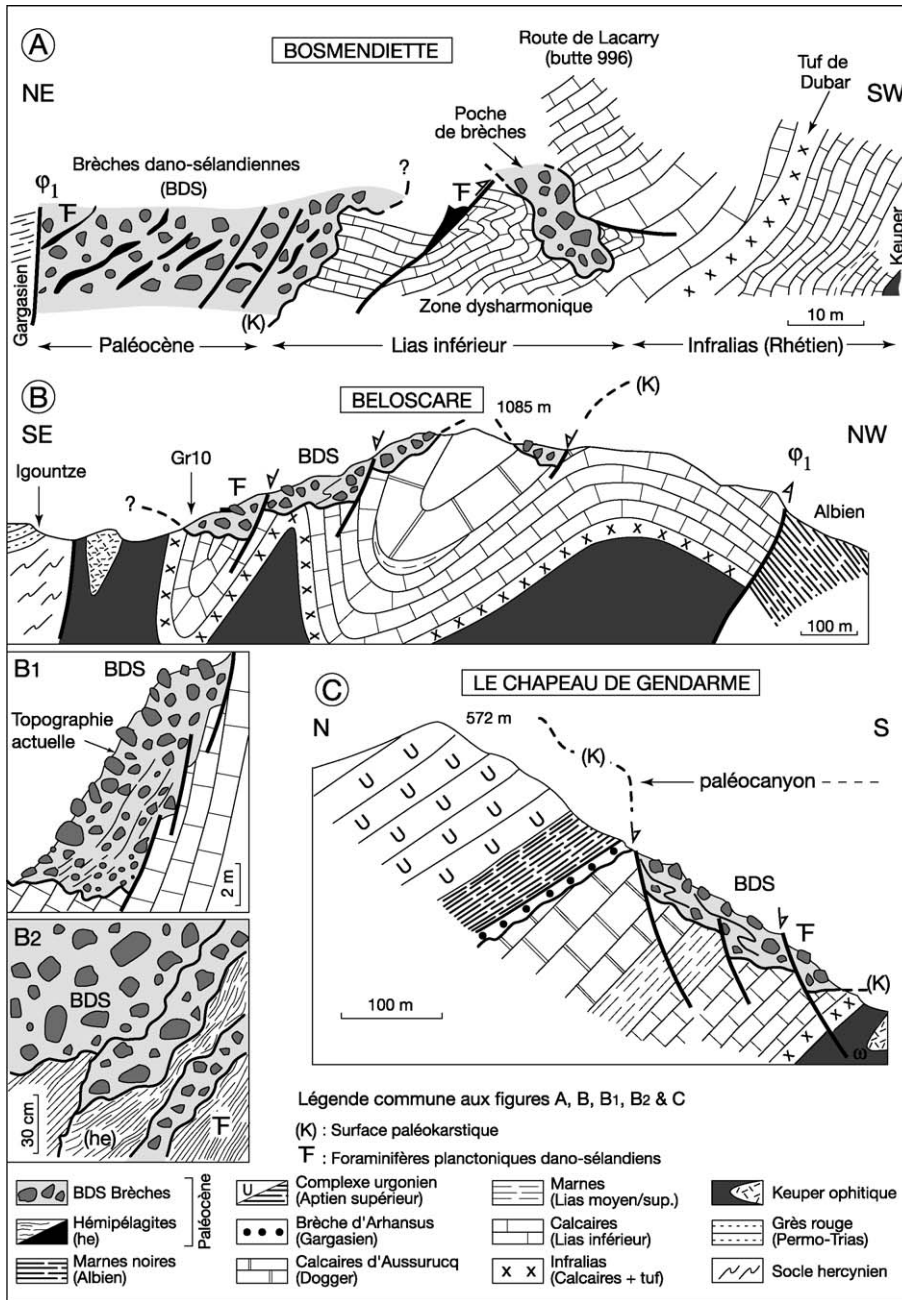 A
BOSMENDIETTE
Route de Lacarry
(butte 996)
Tuf de
Dubar
NE
SW
Poche
de brèches
Brèches dano-sélandiennes
(BDS)
?
φ1
F
F
Gargasien
Keuper
Zone dysharmonique
(K)
10 m
Paléocène
Lias inférieur
Infralias (Rhétien)
B
BELOSCARE
(K)
1085 m
SE
NW
Gr10
BDS
Igountze
F
φ1
?
Albien
100 m
B1
BDS
Topographie
actuelle
2 m
C
LE CHAPEAU DE GENDARME
572 m
N
S
(K)
paléocanyon
U U
U U U
U U U
U U
U
BDS
F
(K)
100 m
ω
B2
BDS
30 cm
(he)
F
Légende commune aux figures A, B, B1, B2 & C
(K) : Surface paléokarstique
F : Foraminifères planctoniques dano-sélandiens
BDS Brèches
Hémipélagites
(he)
Paléocène
Marnes noires
(Albien)
U
Complexe urgonien
(Aptien supérieur)
Brèche d'Arhansus
(Gargasien)
Calcaires d'Aussurucq
(Dogger)
Marnes
(Lias moyen/sup.)
Calcaires
(Lias inférieur)
x x
Infralias
(Calcaires + tuf)
Keuper ophitique
Grès rouge
(Permo-Trias)
Socle hercynien